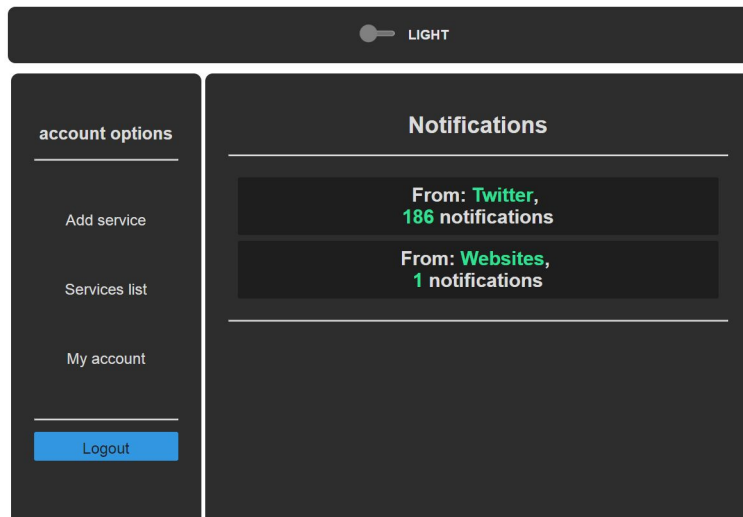 LIGHT
account options
Add service
Services list
My account
Logout
Notifications
From: Twitter,
186 notifications
From: Websites,
1 notifications